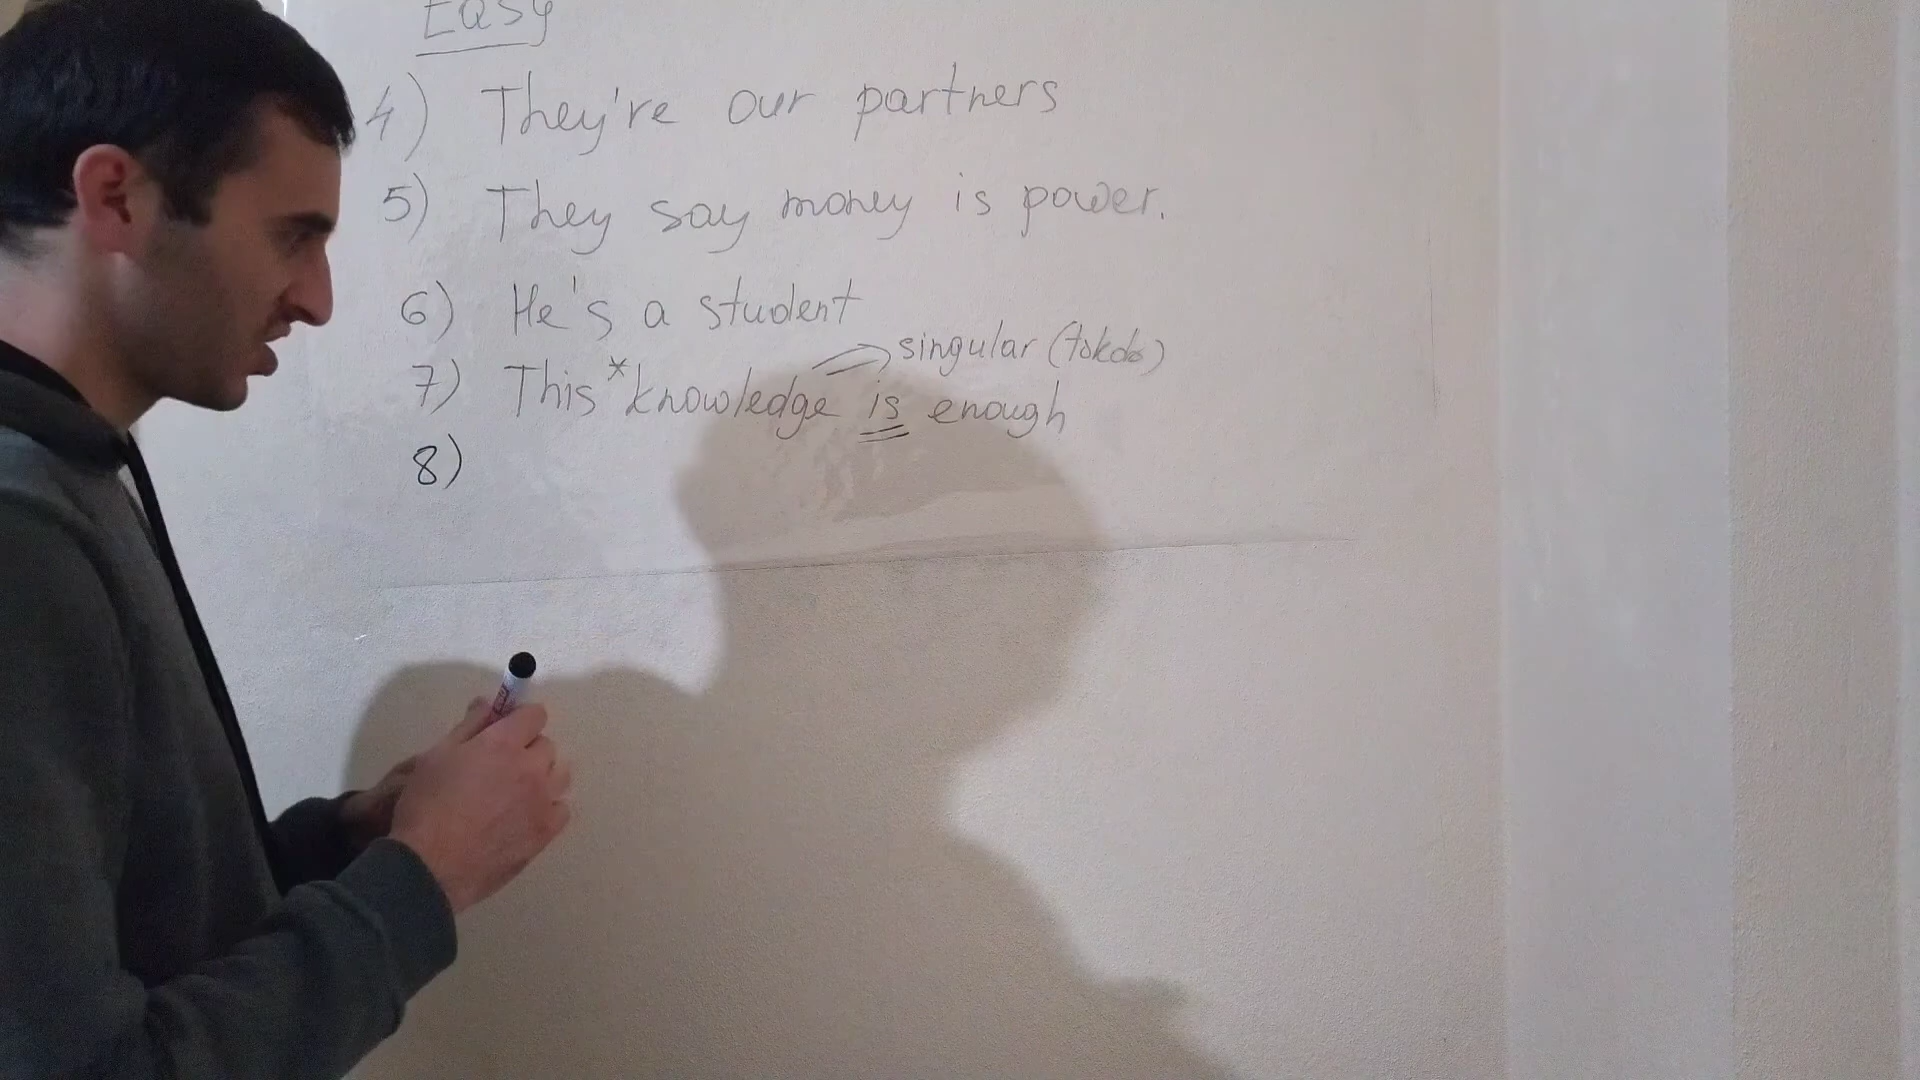 Easy
4) They're our partners
5) They say money is power.
6) He's a student
singular
7) This *knowledge is enough
8)